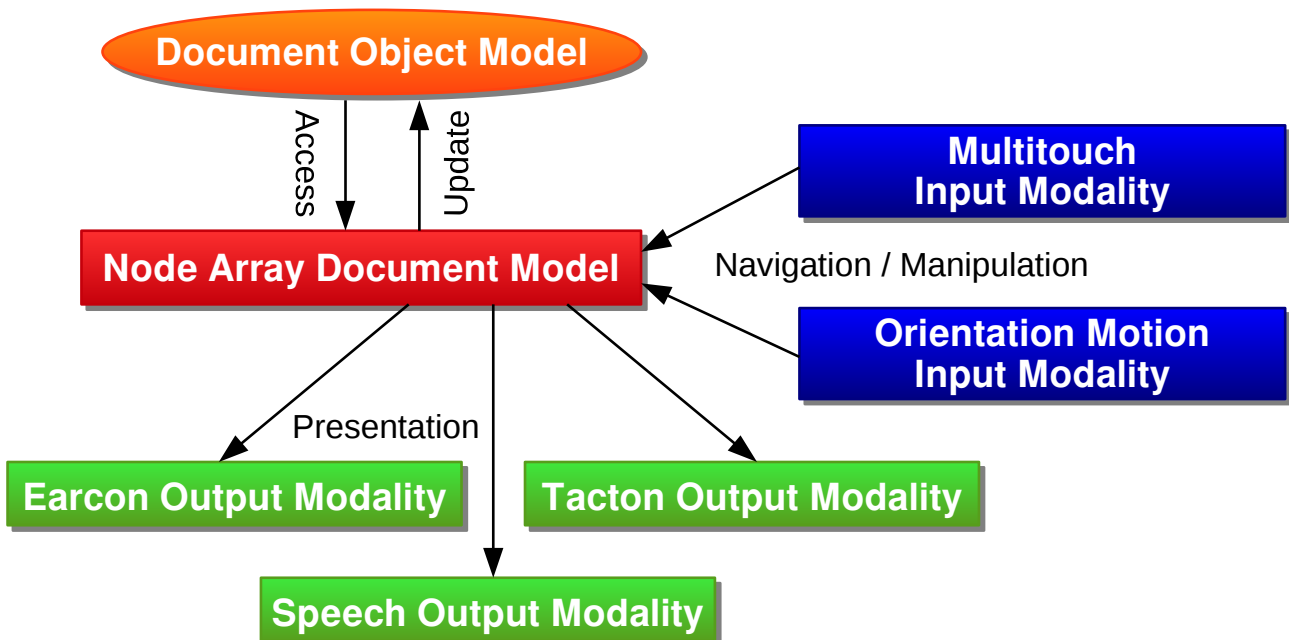 Document Object Model
Access
Update
Multitouch
Input Modality
Node Array Document Model
Navigation / Manipulation
Orientation Motion
Input Modality
Presentation
Earcon Output Modality
Tacton Output Modality
Speech Output Modality